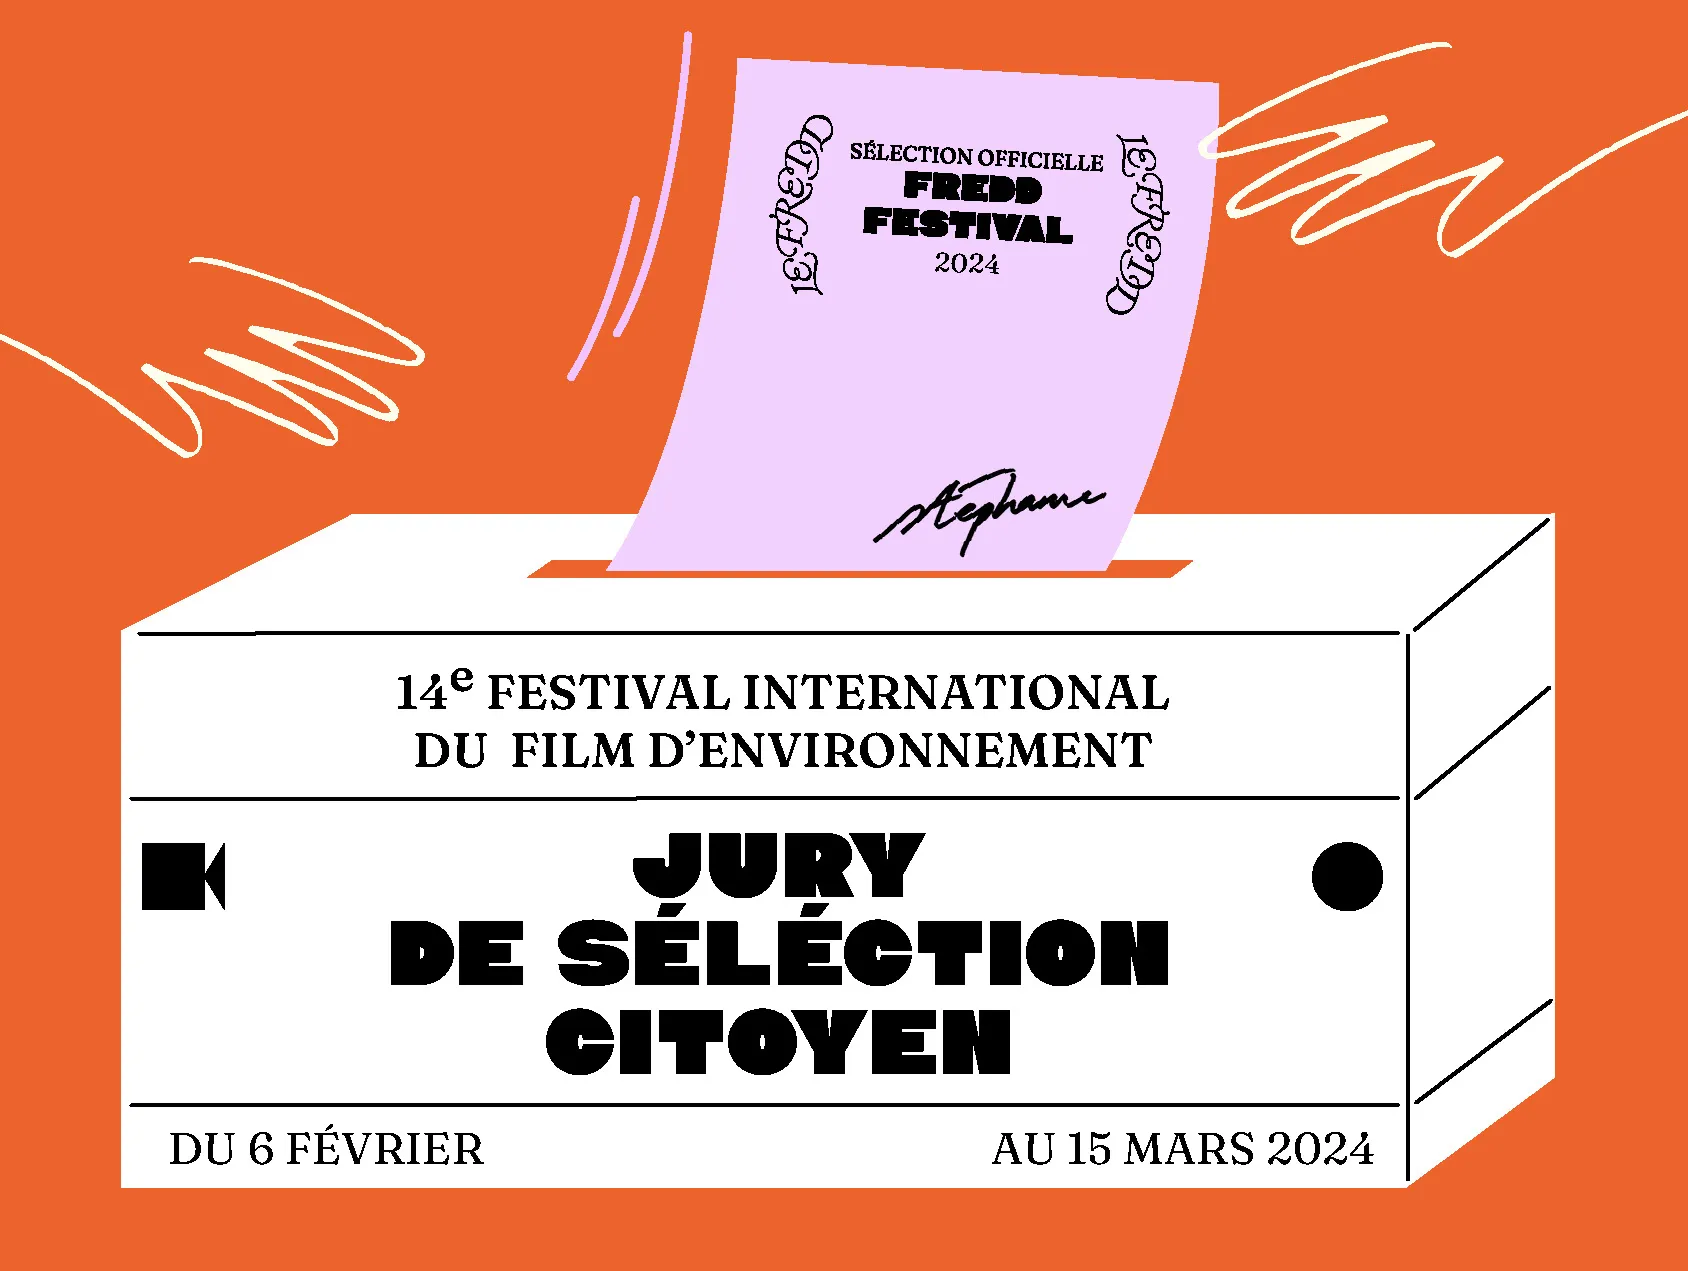 LE FREDD
SÉLECTION OFFICIELLE
FREDD
FESTIVAL
2024
LE FREDD
stephane
14e FESTIVAL INTERNATIONAL
DU FILM D’ENVIRONNEMENT
JURY
DE SÉLÉCTION
CITOYEN
DU 6 FÉVRIER
AU 15 MARS 2024